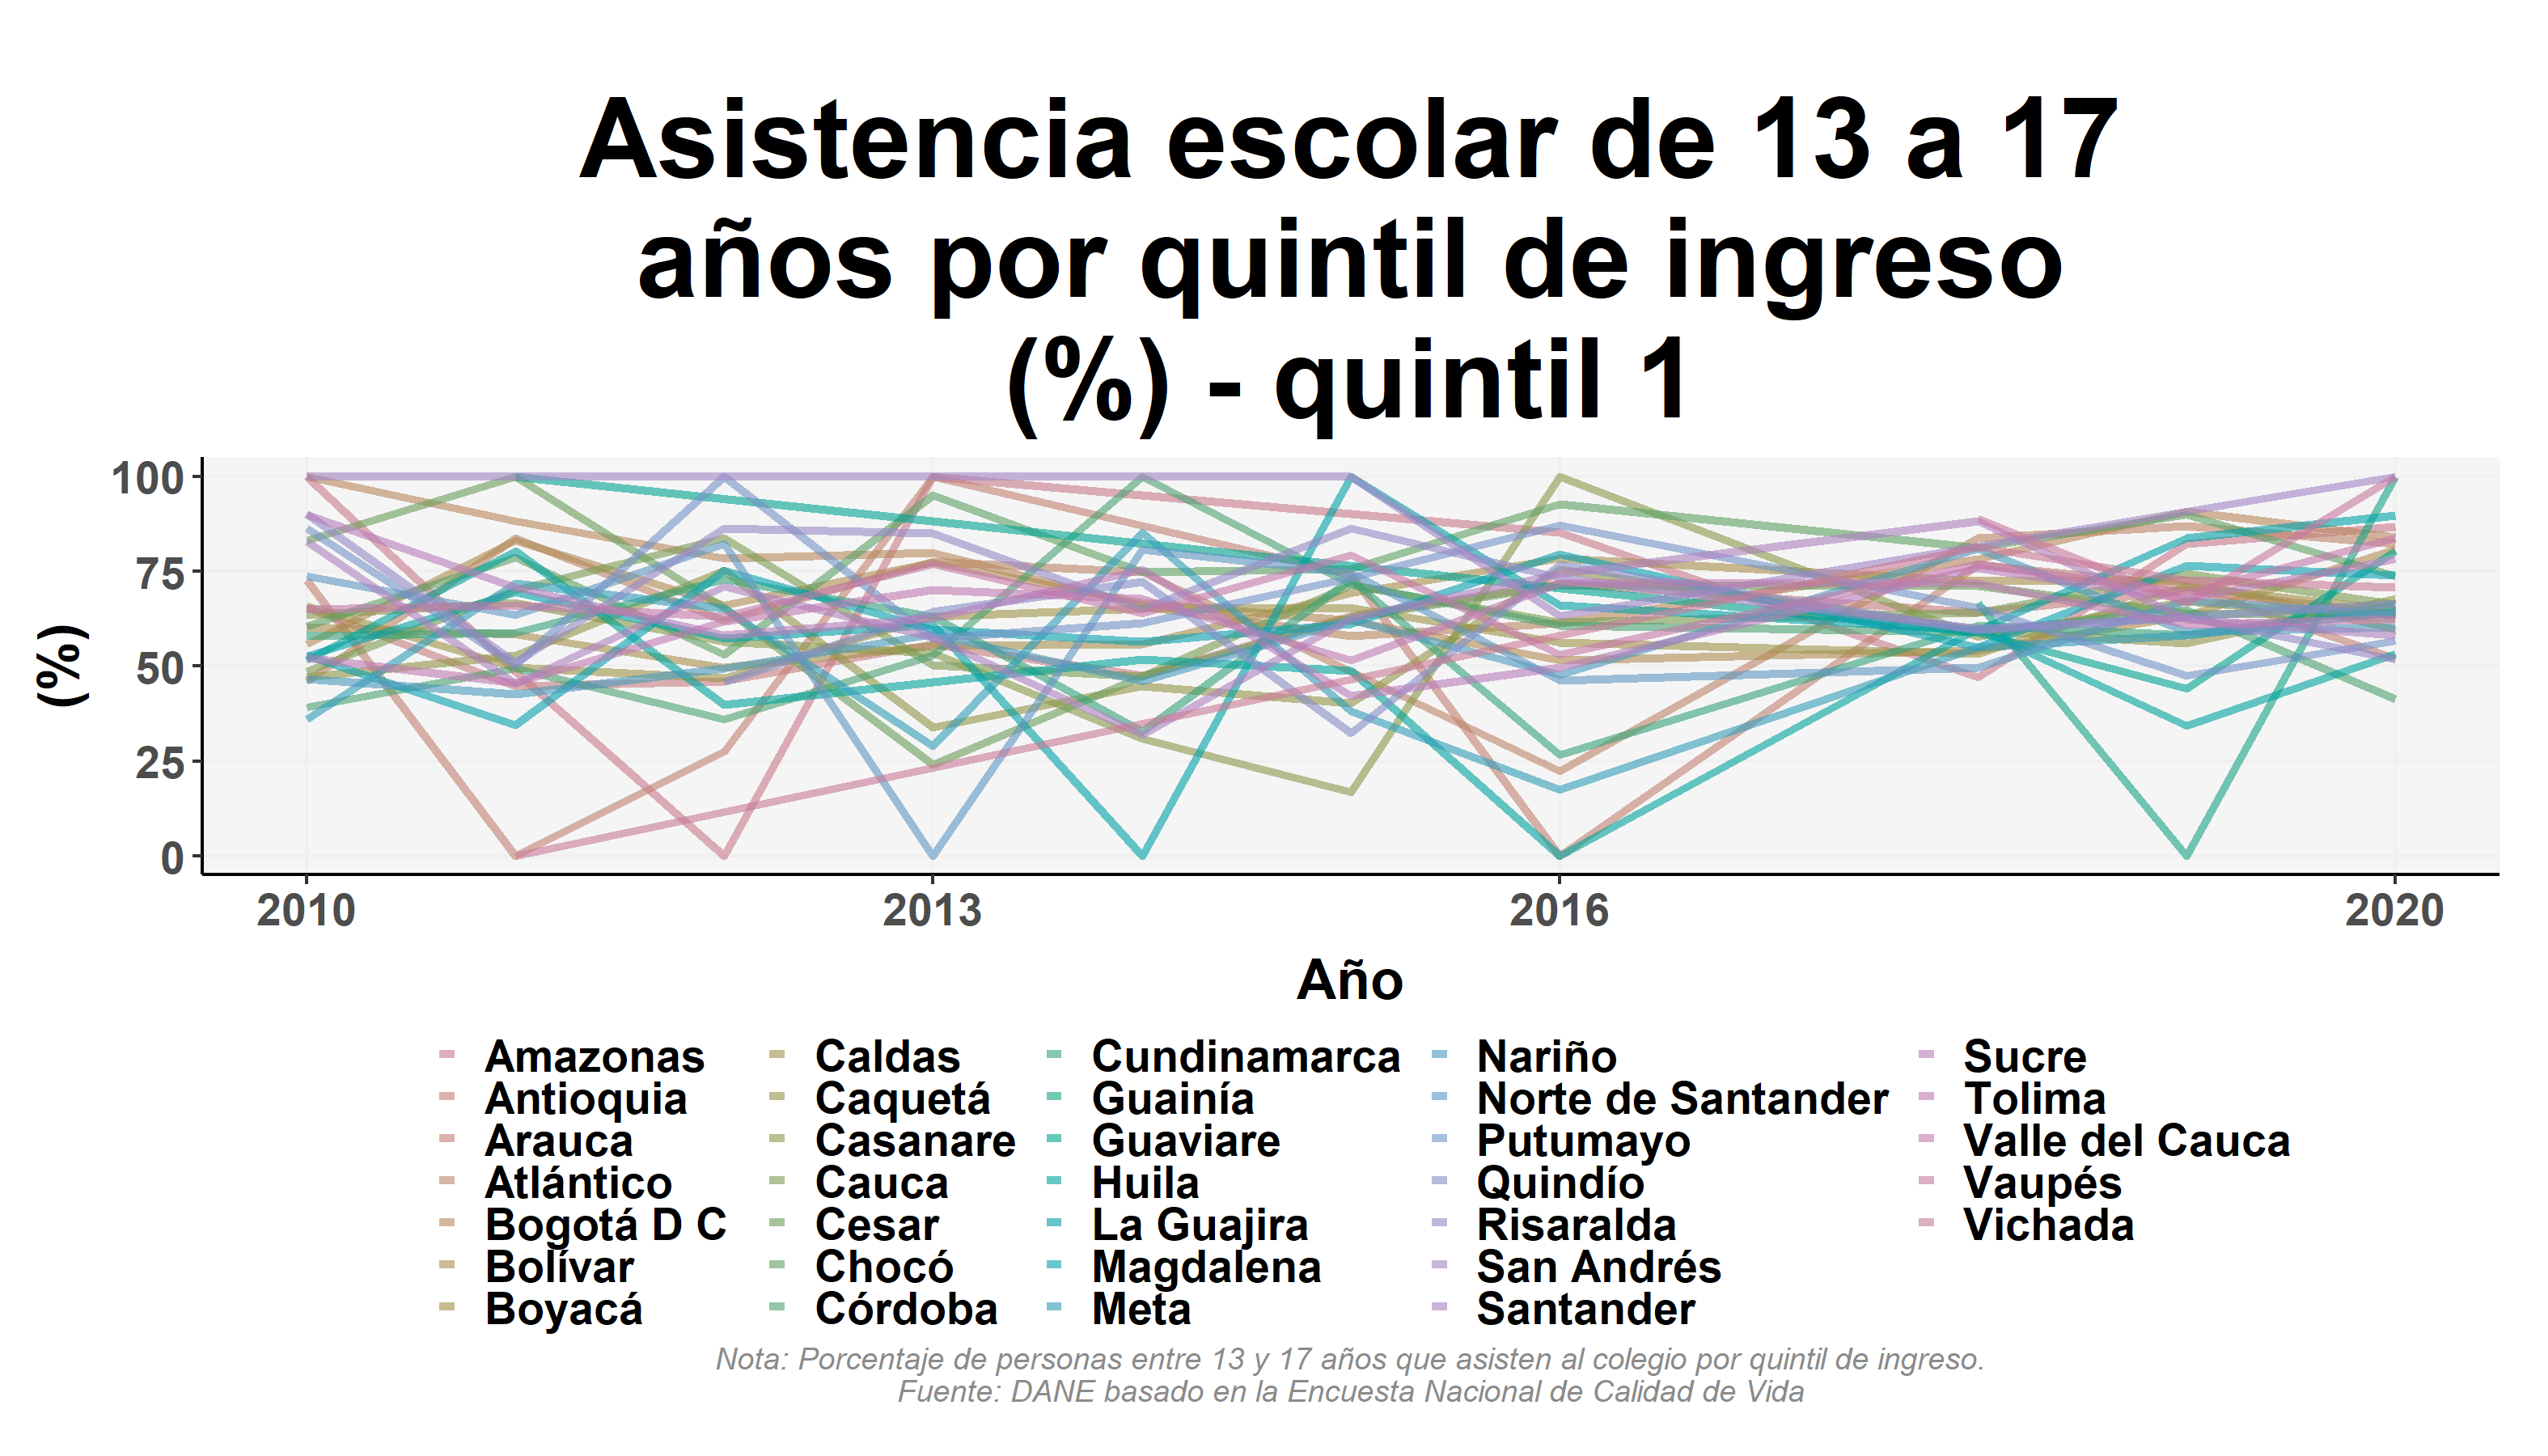 Asistencia escolar de 13 a 17
años por quintil de ingreso
(%) - quintil 1
100
75
50
25
0
(%)
2010 2013 2016 2020
Año
Amazonas Caldas Cundinamarca Nariño Sucre
Antioquia Caquetá Guainía Norte de Santander Tolima
Arauca Casanare Guaviare Putumayo Valle del Cauca
Atlántico Cauca Huila Quindío Vaupés
Bogotá D C Cesar La Guajira Risaralda Vichada
Bolívar Chocó Magdalena San Andrés
Boyacá Córdoba Meta Santander
Nota: Porcentaje de personas entre 13 y 17 años que asisten al colegio por quintil de ingreso.
Fuente: DANE basado en la Encuesta Nacional de Calidad de Vida